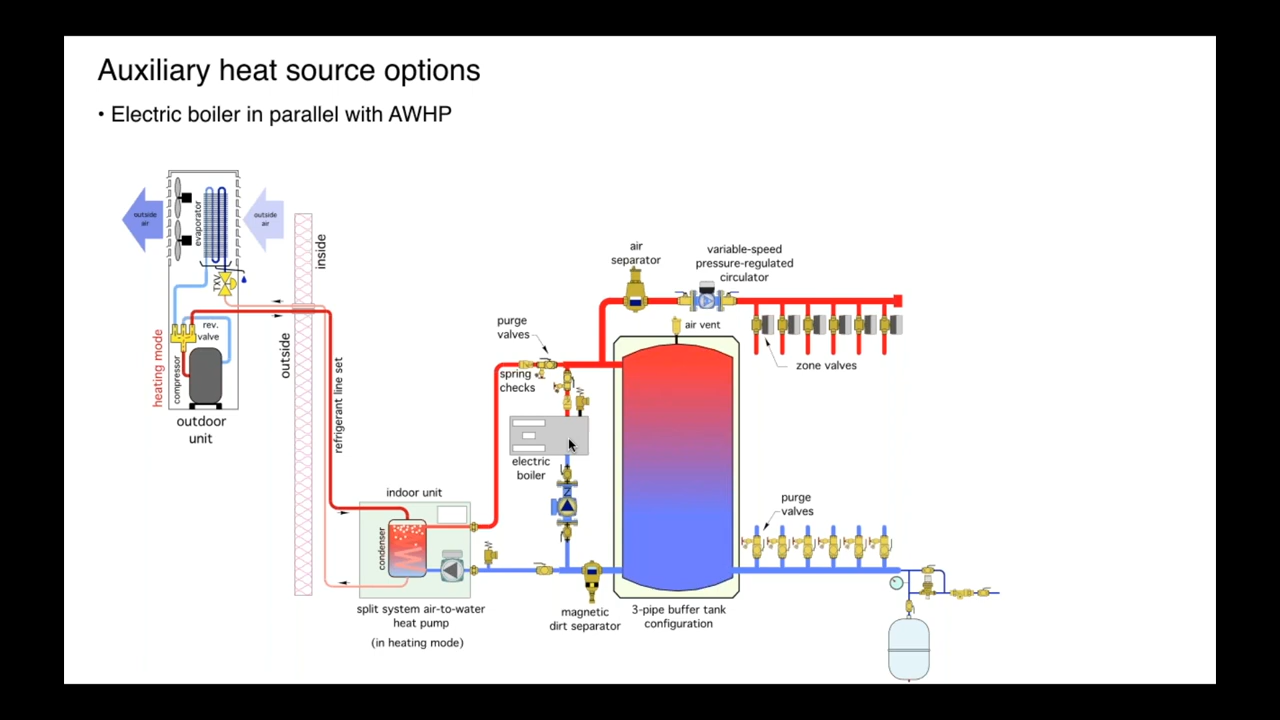 Auxiliary heat source options
• Electric boiler in parallel with AWHP
outside
air
evaporator
outside
air
TXV
rev.
valve
compressor
heating mode
outdoor
unit
inside
outside
refrigerant line set
indoor unit
condenser
split system air-to-water
heat pump
(in heating mode)
purge
valves
spring
checks
electric
boiler
Z
magnetic
dirt separator
air
separator
variable-speed
pressure-regulated
circulator
air vent
zone valves
purge
valves
3-pipe buffer tank
configuration